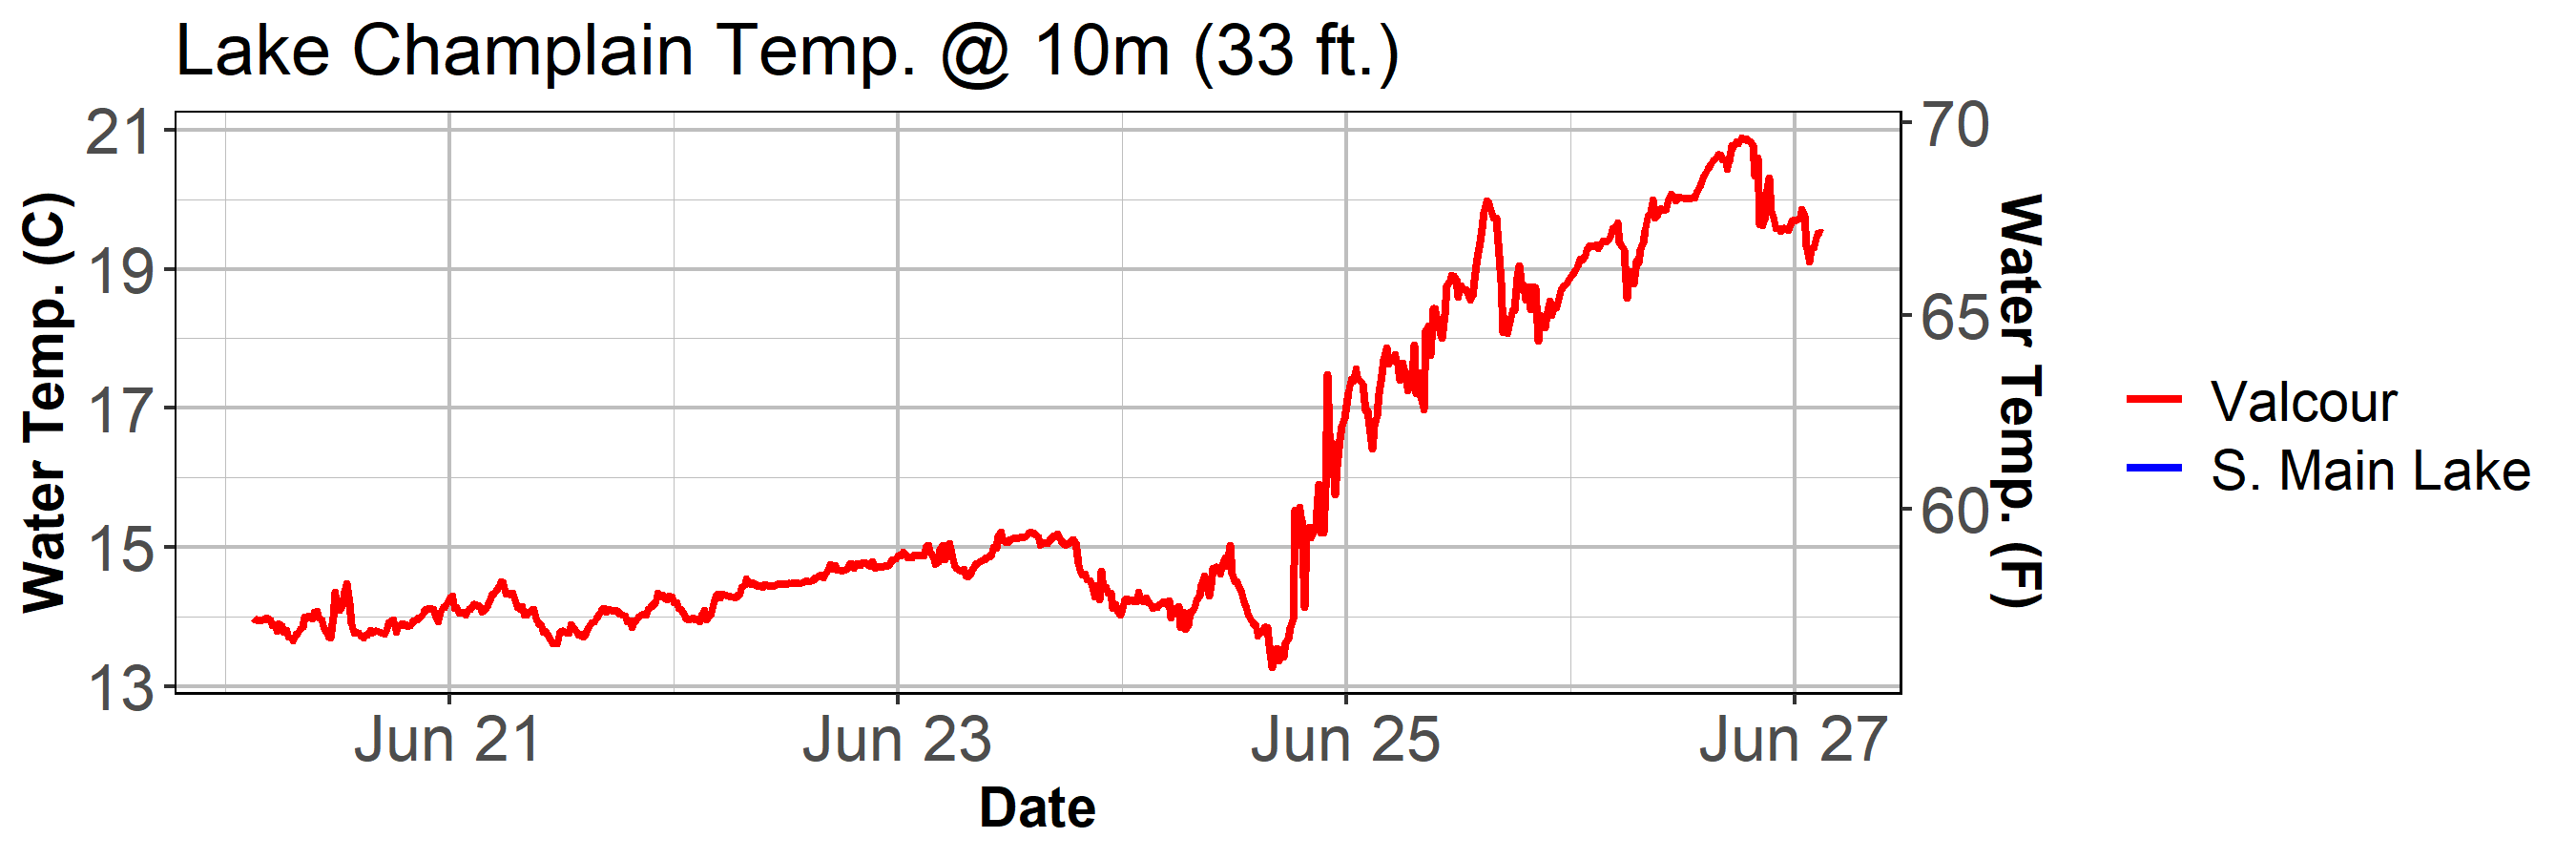 Lake Champlain Temp. @ 10m (33 ft.)
Water Temp. (C)
21
19
17
15
13
70
65
60
Water Temp. (F)
Jun 21
Jun 23
Jun 25
Jun 27
Date
Valcour
S. Main Lake